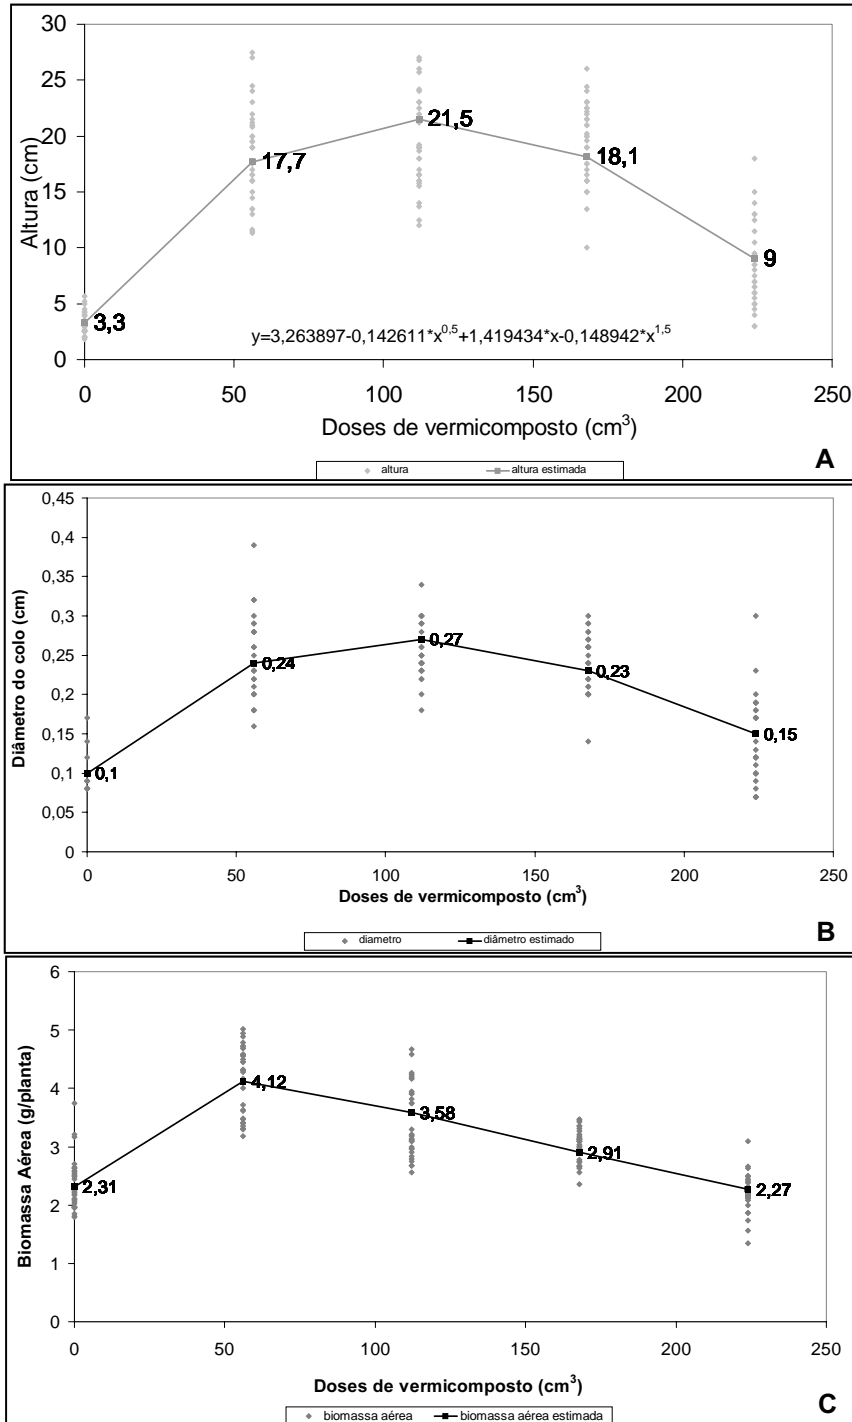 30
25
20
15
10
5
0
Altura (cm)
3,3
17,7
21,5
18,1
9
y=3,263897-0,142611*x^0,5+1,419434*x-0,148942*x^1,5
0 50 100 150 200 250
Doses de vermicomposto (cm³)
A
altura altura estimada
0,45
0,4
0,35
0,3
0,25
0,2
0,15
0,1
0,05
0
Diâmetro do colo (cm)
0,1
0,24
0,27
0,23
0,15
0 50 100 150 200 250
Doses de vermicomposto (cm³)
B
diametro diâmetro estimado
6
5
4
3
2
1
0
Biomassa Aérea (g/planta)
2,31
4,12
3,58
2,91
2,27
0 50 100 150 200 250
Doses de vermicomposto (cm³)
C
biomassa aérea biomassa aérea estimada